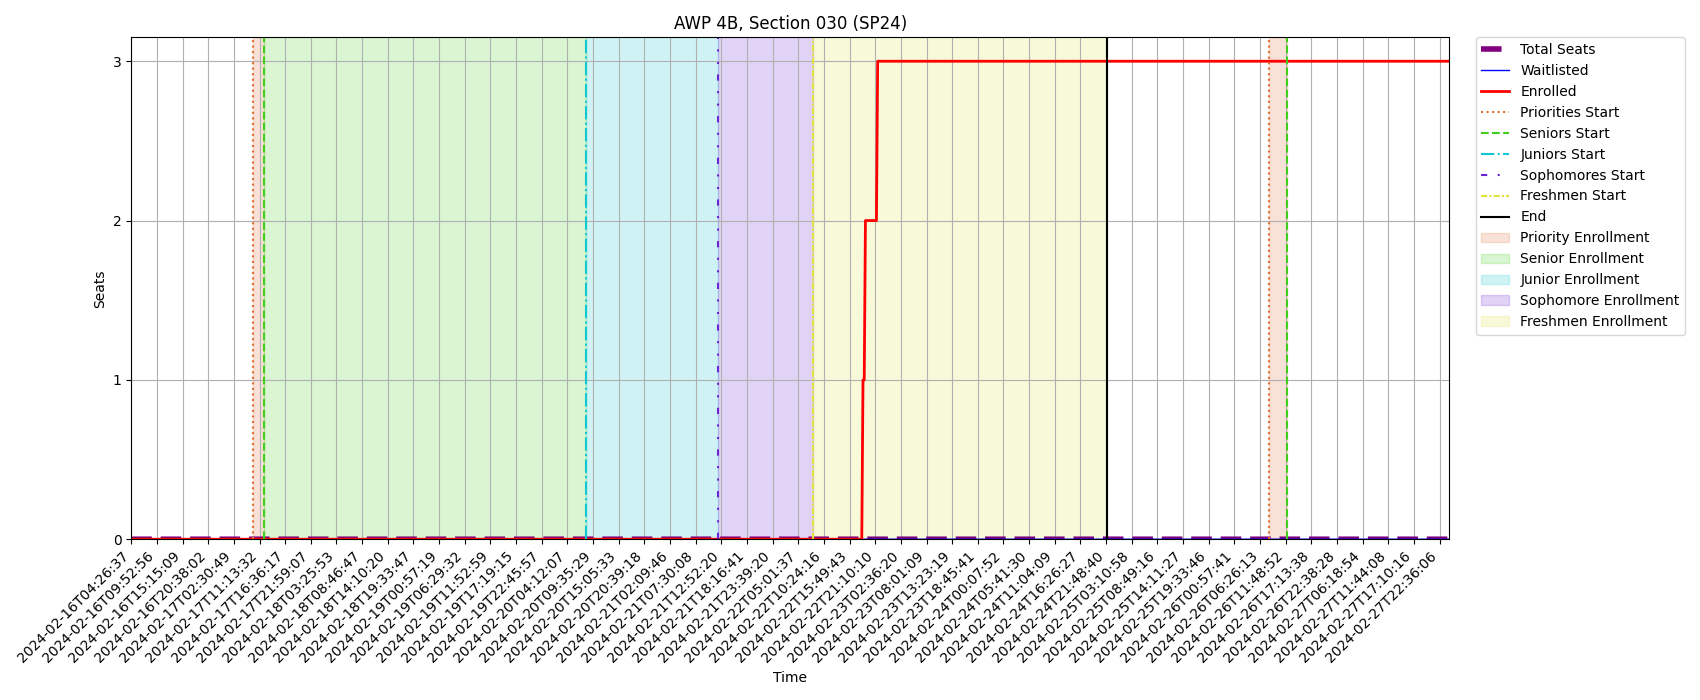 AWP 4B, Section 030 (SP24)
3
2
1
0
Seats
2024-02-16T04:26:37
2024-02-16T09:52:56
2024-02-16T15:15:09
2024-02-16T20:38:02
2024-02-17T02:30:49
2024-02-17T11:13:32
2024-02-17T16:36:17
2024-02-17T21:59:07
2024-02-18T03:25:53
2024-02-18T08:46:47
2024-02-18T14:10:20
2024-02-18T19:33:47
2024-02-19T00:57:19
2024-02-19T06:29:32
2024-02-19T11:52:59
2024-02-19T17:19:15
2024-02-19T22:45:57
2024-02-20T04:12:07
2024-02-20T09:35:29
2024-02-20T15:05:33
2024-02-20T20:39:18
2024-02-21T02:09:46
2024-02-21T07:30:08
2024-02-21T12:52:20
2024-02-21T18:16:41
2024-02-21T23:39:20
2024-02-22T05:01:37
2024-02-22T10:24:16
2024-02-22T15:49:43
2024-02-22T21:10:10
2024-02-23T02:36:20
2024-02-23T08:01:09
2024-02-23T13:23:19
2024-02-23T18:45:41
2024-02-24T00:07:52
2024-02-24T05:41:30
2024-02-24T11:04:09
2024-02-24T16:26:27
2024-02-24T21:48:40
2024-02-25T03:10:58
2024-02-25T08:49:16
2024-02-25T14:11:27
2024-02-25T19:33:46
2024-02-26T00:57:41
2024-02-26T06:26:13
2024-02-26T11:48:52
2024-02-26T17:13:38
2024-02-26T22:38:28
2024-02-27T06:18:54
2024-02-27T11:44:08
2024-02-27T17:10:16
2024-02-27T22:36:06
Time
Total Seats
Waitlisted
Enrolled
Priorities Start
Seniors Start
Juniors Start
Sophomores Start
Freshmen Start
End
Priority Enrollment
Senior Enrollment
Junior Enrollment
Sophomore Enrollment
Freshmen Enrollment